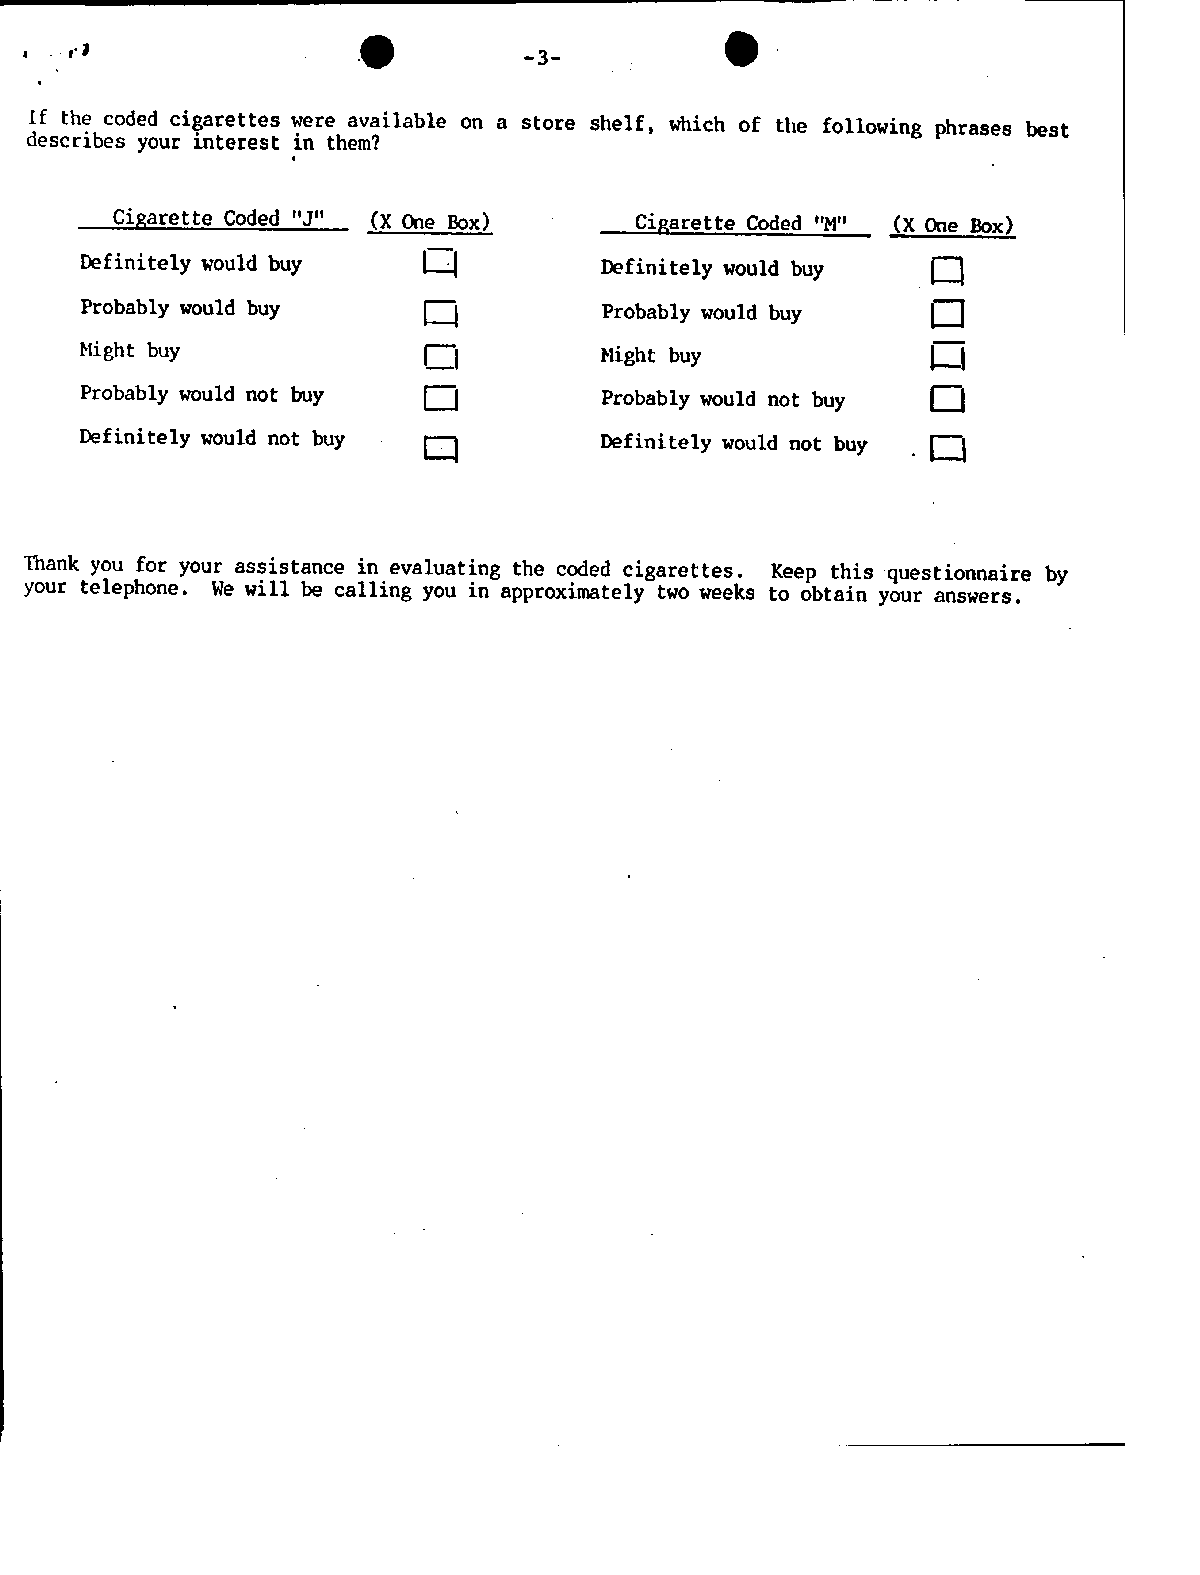 -3-
If the coded cigarettes were available on a store shelf, which of the following phrases best
describes your interest in them?
Cigarette Coded "J" (X One Box) Cigarette Coded "M" (X One Box)
Definitely would buy Definitely would buy
Probably would buy Probably would buy
Might buy Might buy
Probably would not buy Probably would not buy
Definitely would not buy Definitely would not buy
Thank you for your assistance in evaluating the coded cigarettes. Keep this questionnaire by
your telephone. We will be calling you in approximately two weeks to obtain your answers.